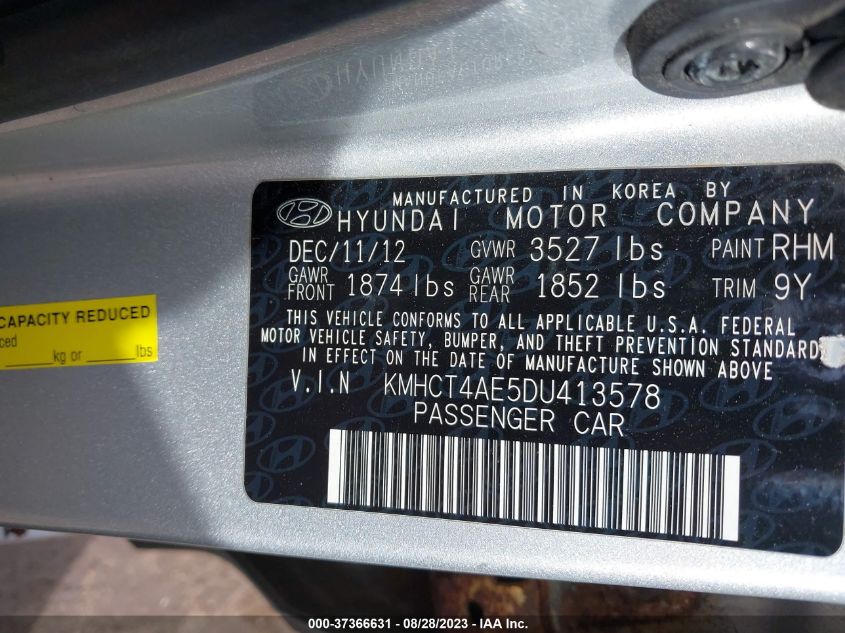 MANUFACTURED IN KOREA BY
HYUNDAI MOTOR COMPANY
DEC/11/12 GVWR 3527 lbs PAINT RHM
GAWR FRONT 1874 lbs GAWR REAR 1852 lbs TRIM 9Y
THIS VEHICLE CONFORMS TO ALL APPLICABLE U.S.A. FEDERAL
MOTOR VEHICLE SAFETY, BUMPER, AND THEFT PREVENTION STANDARDS
IN EFFECT ON THE DATE OF MANUFACTURE SHOWN ABOVE.
V.I.N KMHCT4AE5DU413578
PASSENGER CAR
CAPACITY REDUCED
kg or lbs
000-37366631 - 08/28/2023 - IAA Inc.